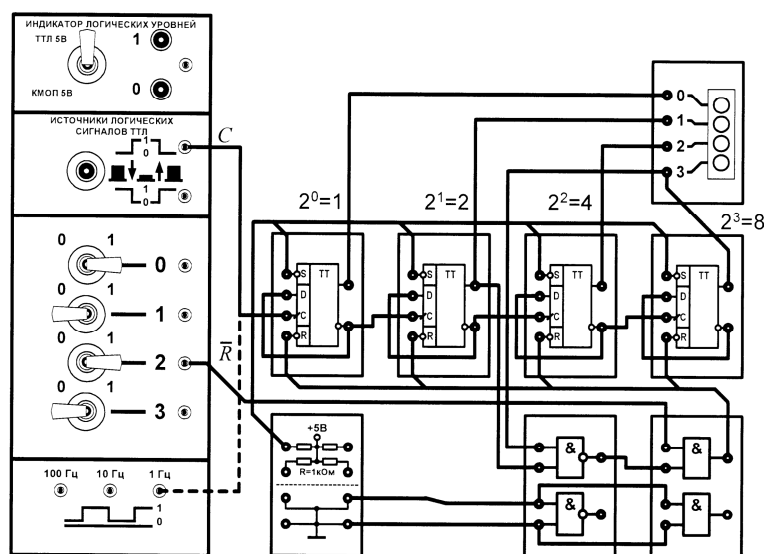 ИНДИКАТОР ЛОГИЧЕСКИХ УРОВНЕЙ
ТТЛ 5В
1
КМОП 5В
0
ИСТОЧНИКИ ЛОГИЧЕСКИХ
СИГНАЛОВ ТТЛ
1
0
1
0
C
0 1
0
0 1
1
0 1
2
0 1
3
R̅
100 Гц 10 Гц 1 Гц
1
0
0
1
2
3
2⁰=1
2¹=2
2²=4
2³=8
S TT
D
C
R
S TT
D
C
R
S TT
D
C
R
S TT
D
C
R
+5В
R=1кОм
&
&
&
&